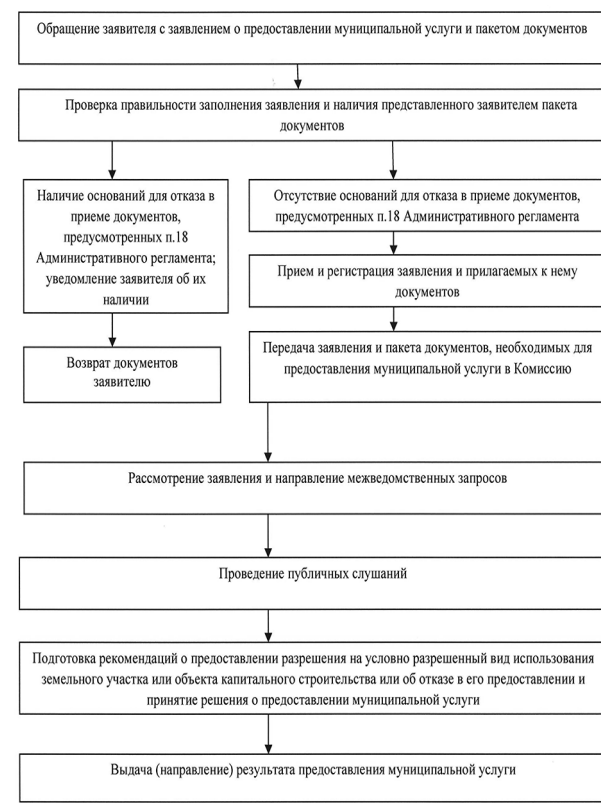 Обращение заявителя с заявлением о предоставлении муниципальной услуги и пакетом документов
Проверка правильности заполнения заявления и наличия представленного заявителем пакета
документов
Наличие оснований для отказа в
приеме документов,
предусмотренных п.18
Административного регламента;
уведомление заявителя об их
наличии
Возврат документов
заявителю
Отсутствие оснований для отказа в приеме документов,
предусмотренных п.18 Административного регламента
Прием и регистрация заявления и прилагаемых к нему
документов
Передача заявления и пакета документов, необходимых для
предоставления муниципальной услуги в Комиссию
Рассмотрение заявления и направление межведомственных запросов
Проведение публичных слушаний
Подготовка рекомендаций о предоставлении разрешения на условно разрешенный вид использования
земельного участка или объекта капитального строительства или об отказе в его предоставлении и
принятие решения о предоставлении муниципальной услуги
Выдача (направление) результата предоставления муниципальной услуги